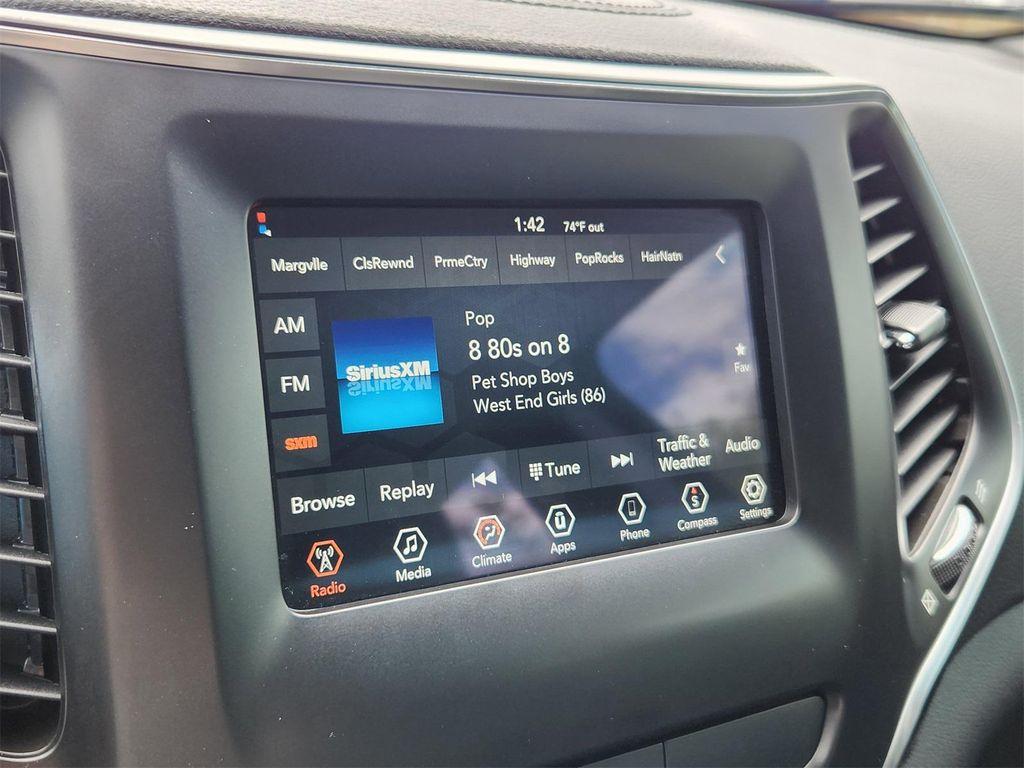 1:42 74°F out
Margvlle ClsRewnd PrmeCtry Highway PopRocks HairNatn
AM
FM
sxm
SiriusXM
Pop
8 80s on 8
Pet Shop Boys
West End Girls (86)
Fav
Browse Replay Tune Traffic & Weather Audio
Radio Media Climate Apps Phone Compass Settings
ū
S